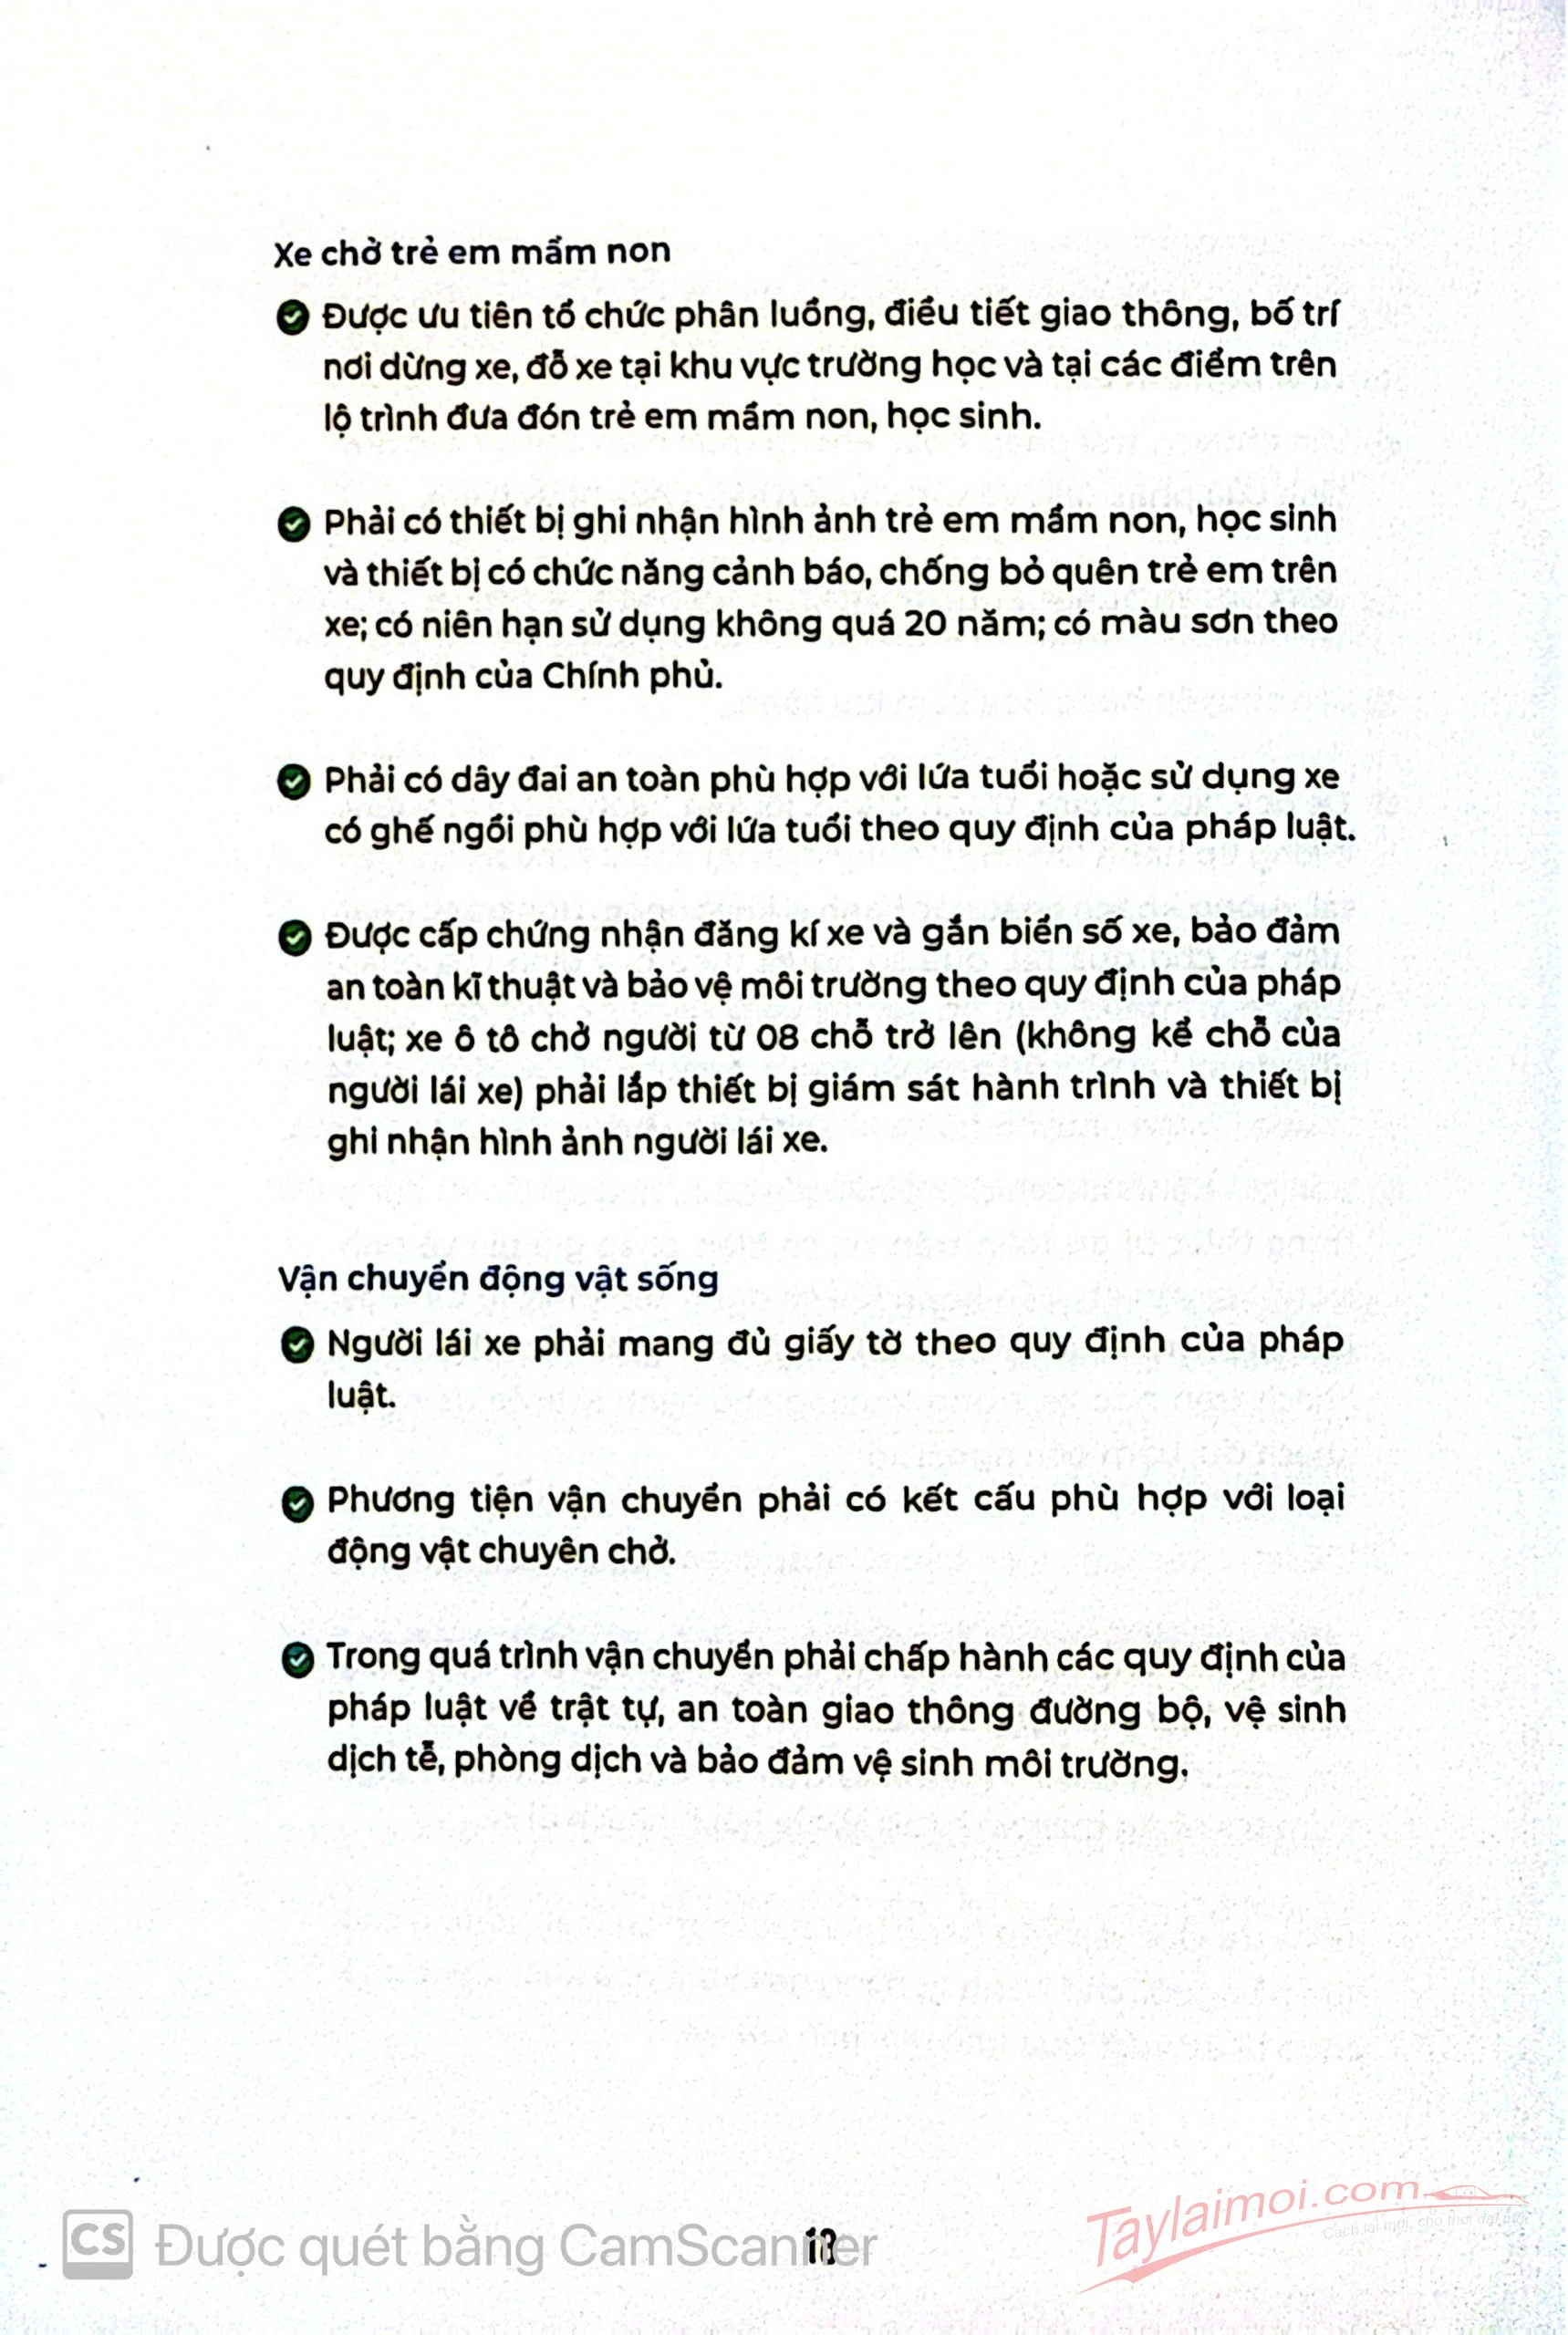 Xe chở trẻ em mầm non
Được ưu tiên tổ chức phân luồng, điều tiết giao thông, bố trí
nơi dừng xe, đỗ xe tại khu vực trường học và tại các điểm trên
lộ trình đưa đón trẻ em mầm non, học sinh.
Phải có thiết bị ghi nhận hình ảnh trẻ em mầm non, học sinh
và thiết bị có chức năng cảnh báo, chống bỏ quên trẻ em trên
xe; có niên hạn sử dụng không quá 20 năm; có màu sơn theo
quy định của Chính phủ.
Phải có dây đai an toàn phù hợp với lứa tuổi hoặc sử dụng xe
có ghế ngồi phù hợp với lứa tuổi theo quy định của pháp luật.
Được cấp chứng nhận đăng kí xe và gắn biển số xe, bảo đảm
an toàn kĩ thuật và bảo vệ môi trường theo quy định của pháp
luật; xe ô tô chở người từ 08 chỗ trở lên (không kể chỗ của
người lái xe) phải lắp thiết bị giám sát hành trình và thiết bị
ghi nhận hình ảnh người lái xe.
Vận chuyển động vật sống
Người lái xe phải mang đủ giấy tờ theo quy định của pháp
luật.
Phương tiện vận chuyển phải có kết cấu phù hợp với loại
động vật chuyên chở.
Trong quá trình vận chuyển phải chấp hành các quy định của
pháp luật về trật tự, an toàn giao thông đường bộ, vệ sinh
dịch tễ, phòng dịch và bảo đảm vệ sinh môi trường.
CS Được quét bằng CamScanner
Taylaimoi.com
Cách lái mới, cho thời đại mới